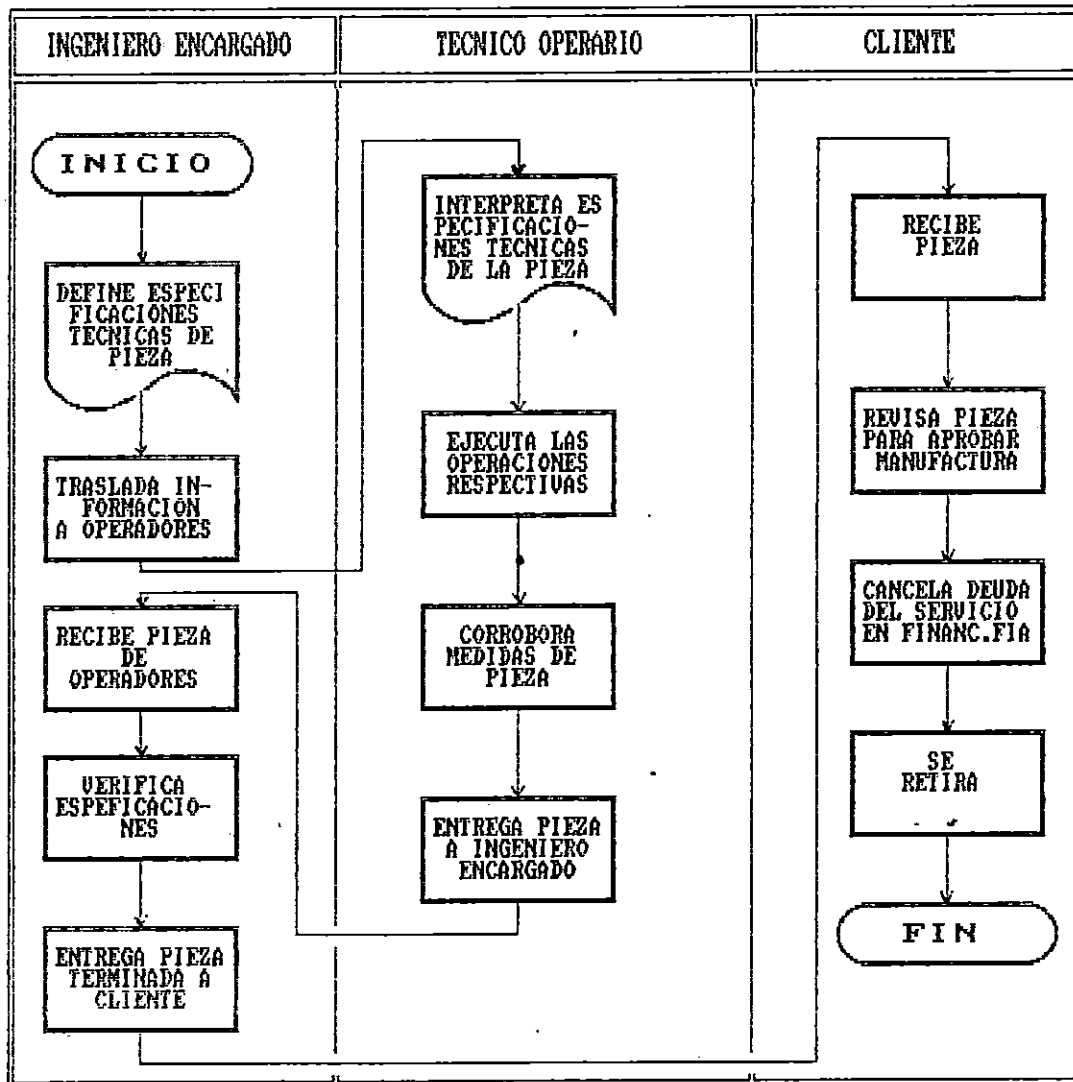 INGENIERO ENCARGADO
TECNICO OPERARIO
CLIENTE
INICIO
DEFINE ESPECI
FICACIONES
TECNICAS DE
PIEZA
TRASLADA IN-
FORMACION
A OPERADORES
RECIBE PIEZA
DE
OPERADORES
VERIFICA
ESPEFICACIO-
NES
ENTREGA PIEZA
TERMINADA A
CLIENTE
INTERPRETA ES
PECIFICACIO-
NES TECNICAS
DE LA PIEZA
EJECUTA LAS
OPERACIONES
RESPECTIVAS
CORROBORA
MEDIDAS DE
PIEZA
ENTREGA PIEZA
A INGENIERO
ENCARGADO
RECIBE
PIEZA
REVISA PIEZA
PARA APROBAR
MANUFACTURA
CANCELA DEUDA
DEL SERVICIO
EN FINANC.FIA
SE
RETIRA
FIN